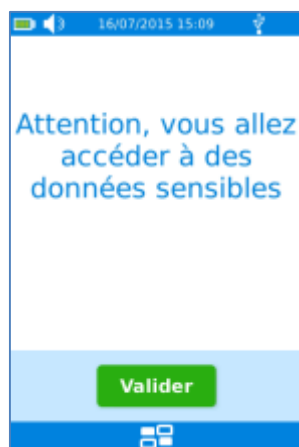 16/07/2015 15:09
Attention, vous allez
accéder à des
données sensibles
Valider